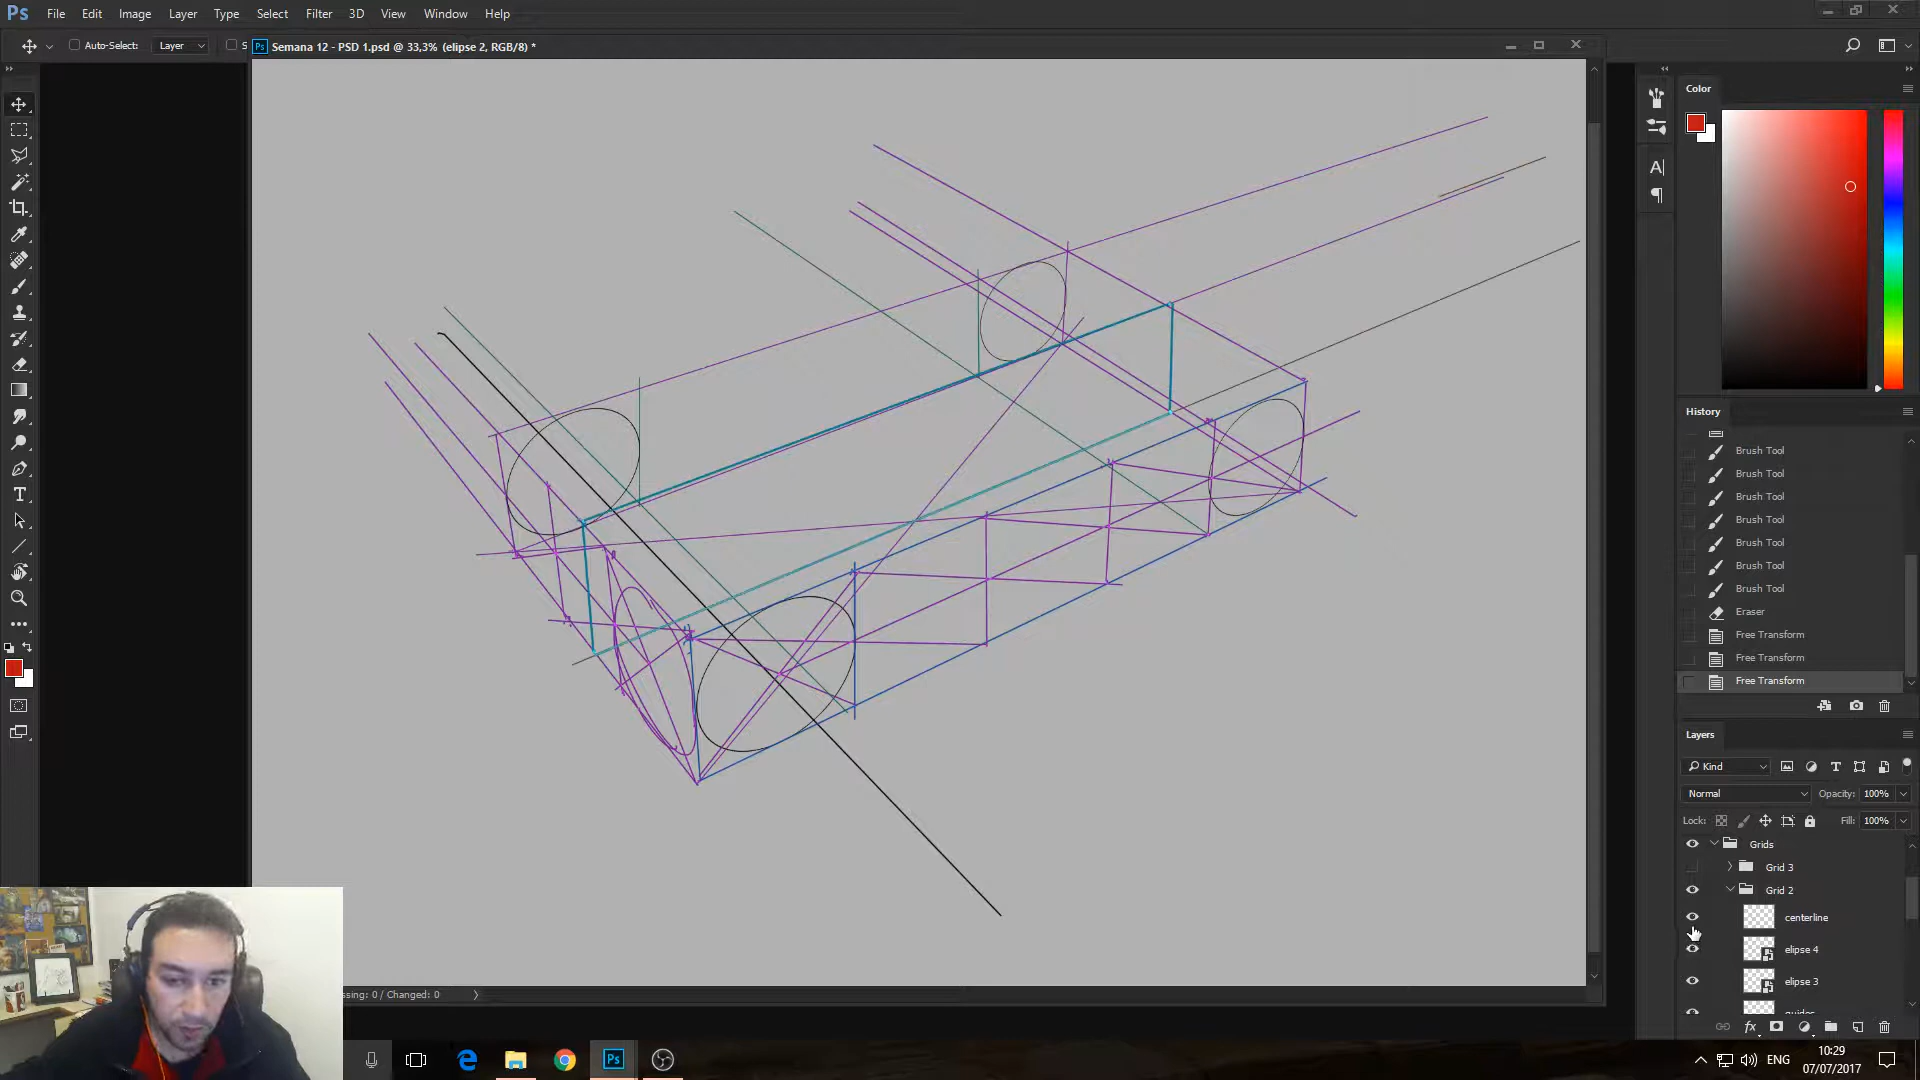 Ps File Edit Image Layer Type Select Filter 3D View Window Help
Auto-Select: Layer S
Ps Semana 12 - PSD 1.psd @ 33,3% (elipse 2, RGB/8) *
Color
A
History
Brush Tool
Brush Tool
Brush Tool
Brush Tool
Brush Tool
Brush Tool
Brush Tool
Eraser
Free Transform
Free Transform
Free Transform
Layers
Kind
Normal Opacity: 100%
Lock: Fill: 100%
Grids
Grid 3
Grid 2
centerline
elipse 4
elipse 3
guides
fx
ssing: 0 / Changed: 0
Ps ENG 10:29
07/07/2017